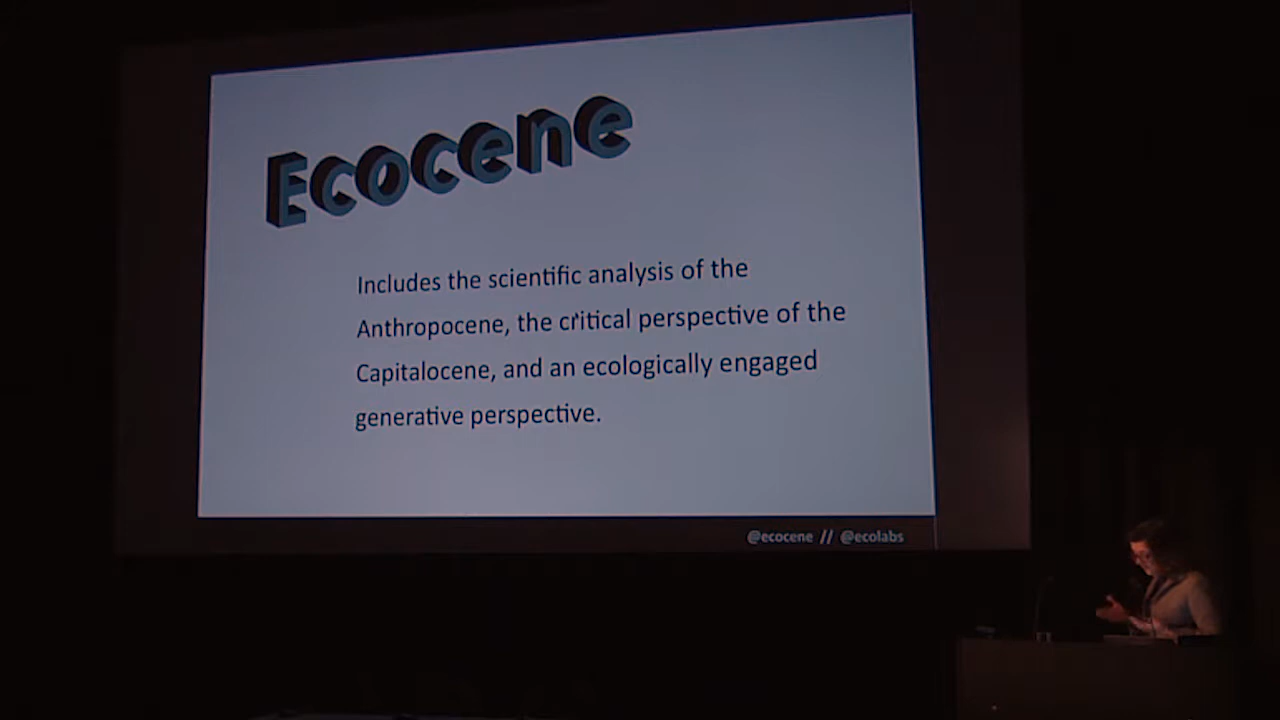 Ecocene
Includes the scientific analysis of the
Anthropocene, the critical perspective of the
Capitalocene, and an ecologically engaged
generative perspective.
@ecocene // @ecolabs